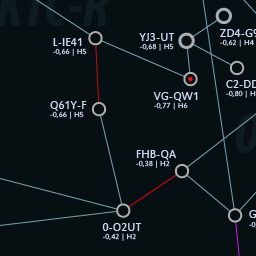 L-IE41
-0,66 | H5
YJ3-UT
-0,68 | H5
ZD4-G9
-0,62 | H4
VG-QW1
-0,77 | H6
C2-DD
-0,80 | H
Q61Y-F
-0,66 | H5
FHB-QA
-0,38 | H2
0-O2UT
-0,42 | H2
G